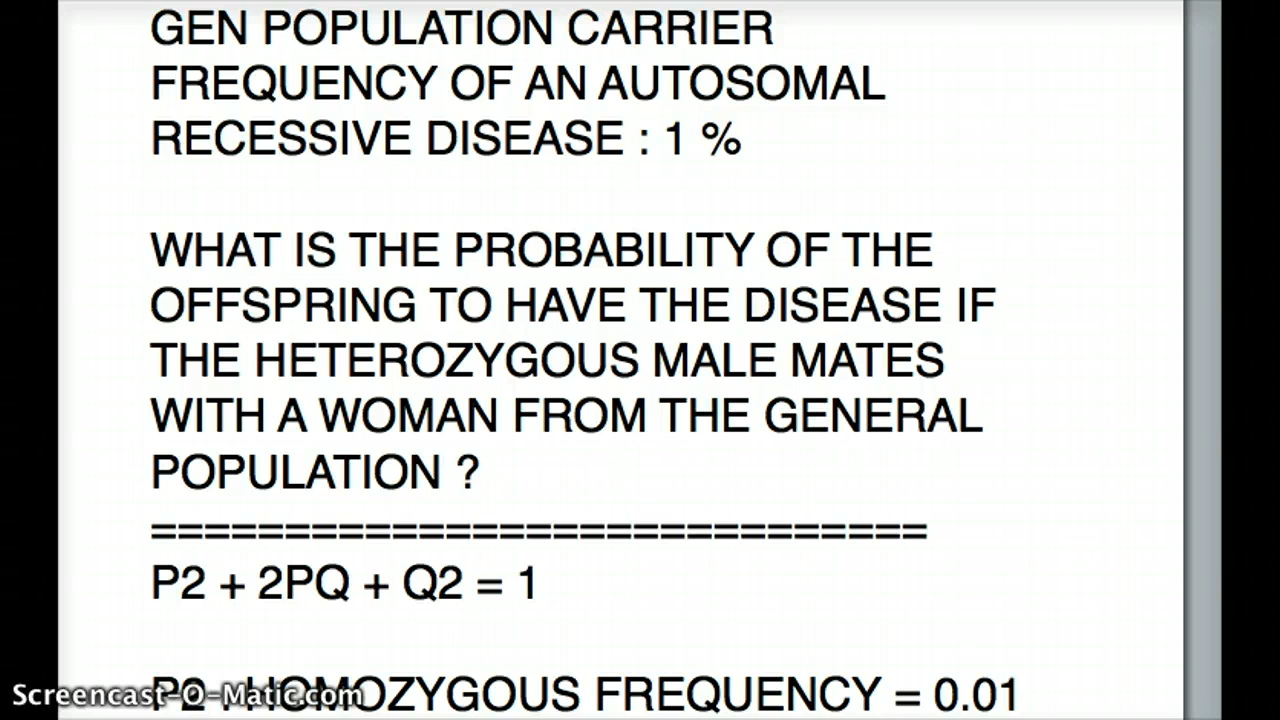 GEN POPULATION CARRIER
FREQUENCY OF AN AUTOSOMAL
RECESSIVE DISEASE : 1 %
WHAT IS THE PROBABILITY OF THE
OFFSPRING TO HAVE THE DISEASE IF
THE HETEROZYGOUS MALE MATES
WITH A WOMAN FROM THE GENERAL
POPULATION ?
=============================
P2 + 2PQ + Q2 = 1
P2 : HOMOZYGOUS FREQUENCY = 0.01
Screencast-O-Matic.com